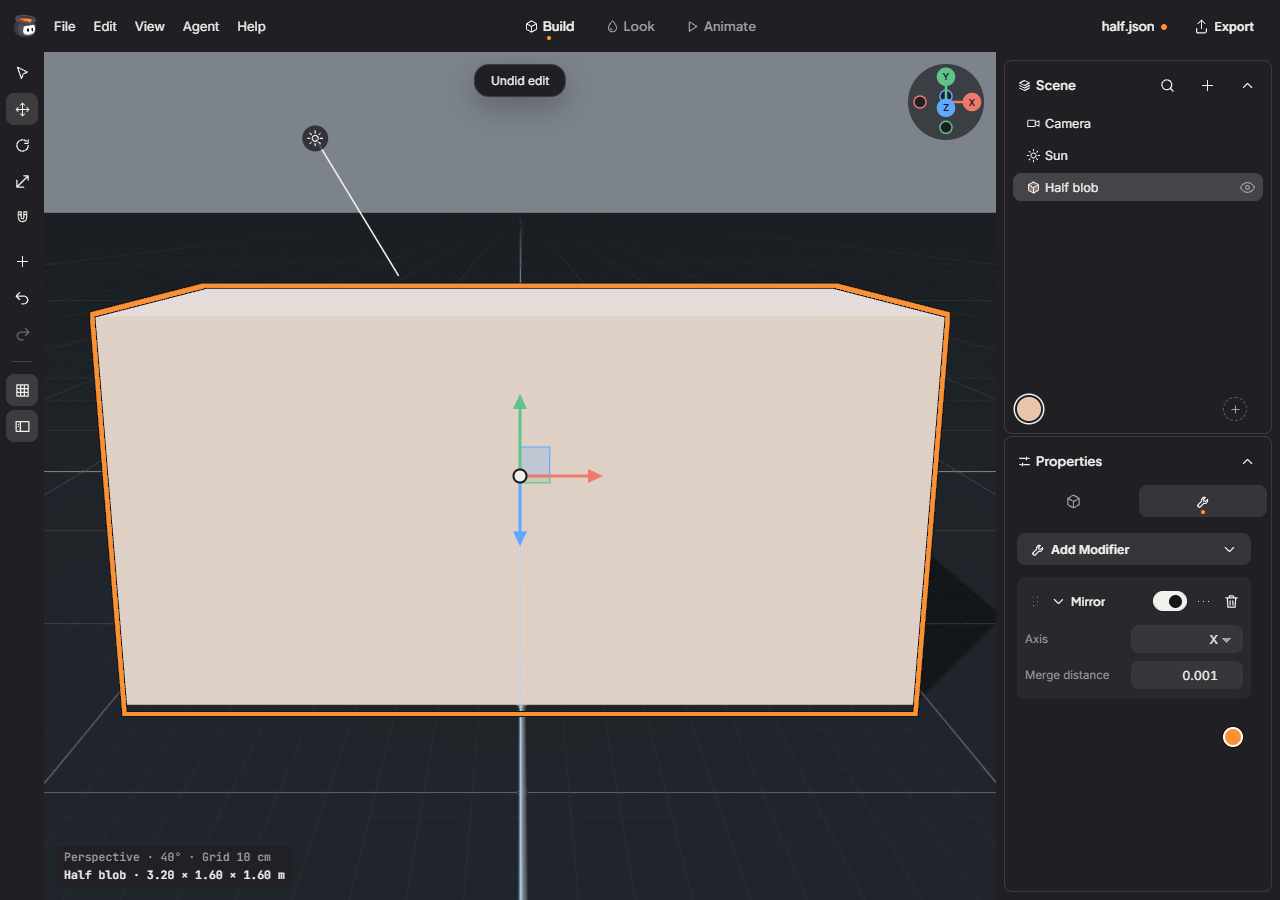 File Edit View Agent Help
Build Look Animate
half.json
Export
Undid edit
Y
X
Z
Scene
Camera
Sun
Half blob
Properties
Add Modifier
Mirror
Axis X
Merge distance 0.001
Perspective · 40° · Grid 10 cm
Half blob · 3.20 × 1.60 × 1.60 m